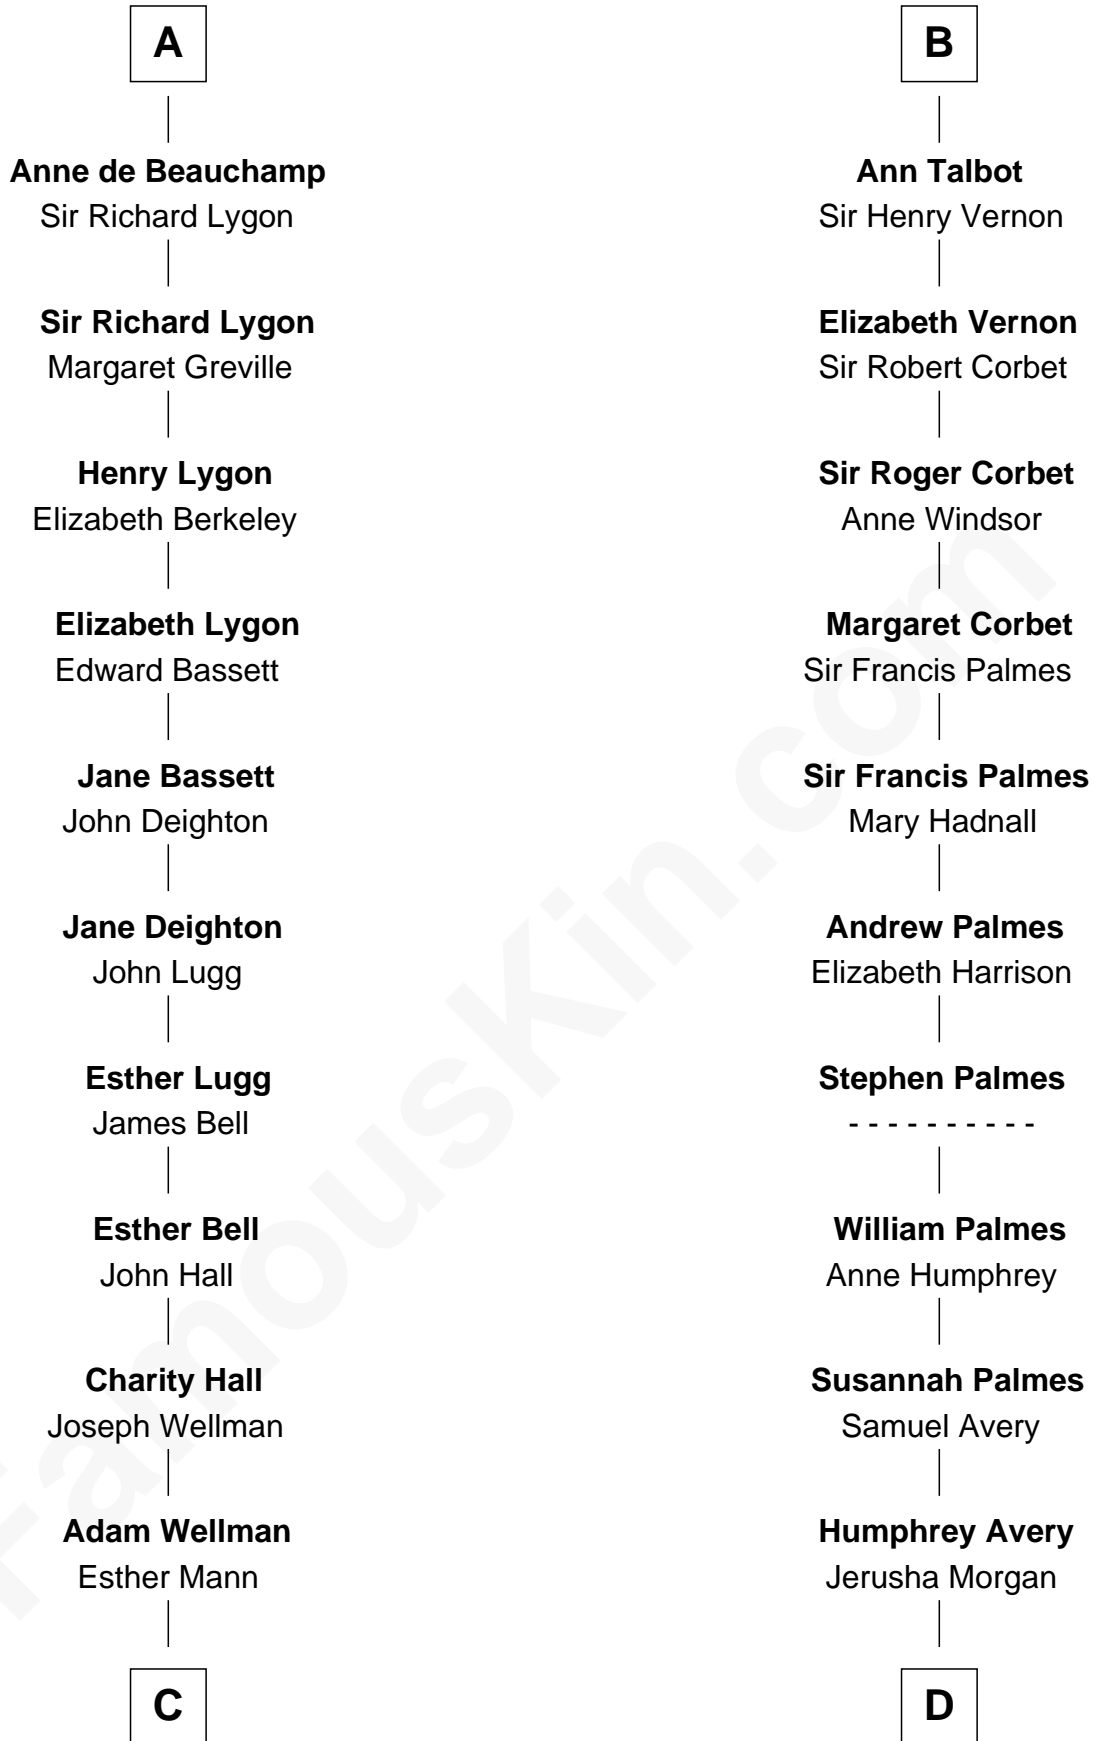 A
Anne de Beauchamp
Sir Richard Lygon
Sir Richard Lygon
Margaret Greville
Henry Lygon
Elizabeth Berkeley
Elizabeth Lygon
Edward Bassett
Jane Bassett
John Deighton
Jane Deighton
John Lugg
Esther Lugg
James Bell
Esther Bell
John Hall
Charity Hall
Joseph Wellman
Adam Wellman
Esther Mann
C
B
Ann Talbot
Sir Henry Vernon
Elizabeth Vernon
Sir Robert Corbet
Sir Roger Corbet
Anne Windsor
Margaret Corbet
Sir Francis Palmes
Sir Francis Palmes
Mary Hadnall
Andrew Palmes
Elizabeth Harrison
Stephen Palmes
- - - - - - - - - -
William Palmes
Anne Humphrey
Susannah Palmes
Samuel Avery
Humphrey Avery
Jerusha Morgan
D
FamousKin.com